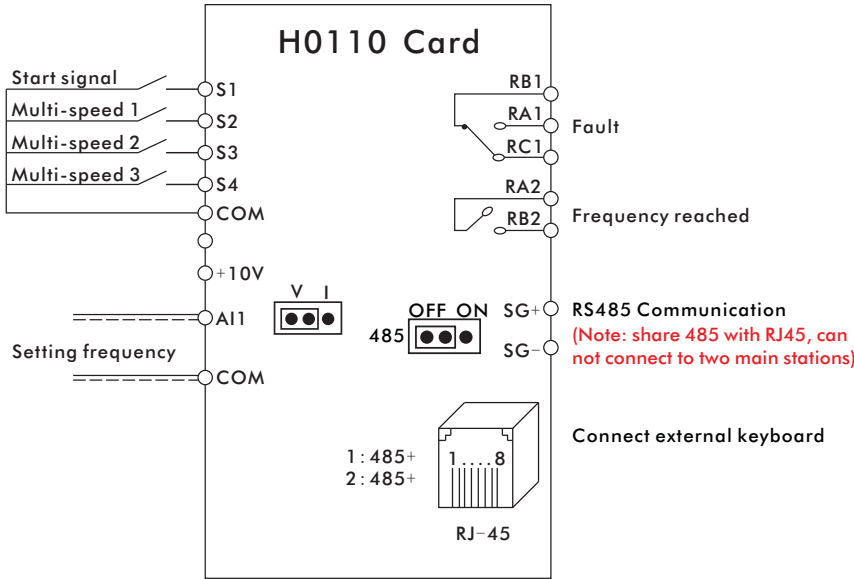 H0110 Card
Start signal
S1
Multi-speed 1
S2
Multi-speed 2
S3
Multi-speed 3
S4
COM
+10V
V I
AI1
Setting frequency
COM
RB1
RA1
Fault
RC1
RA2
RB2
Frequency reached
OFF ON
485
SG+
RS485 Communication
(Note: share 485 with RJ45, can
not connect to two main stations)
SG-
Connect external keyboard
1:485+
2:485+
1....8
RJ-45